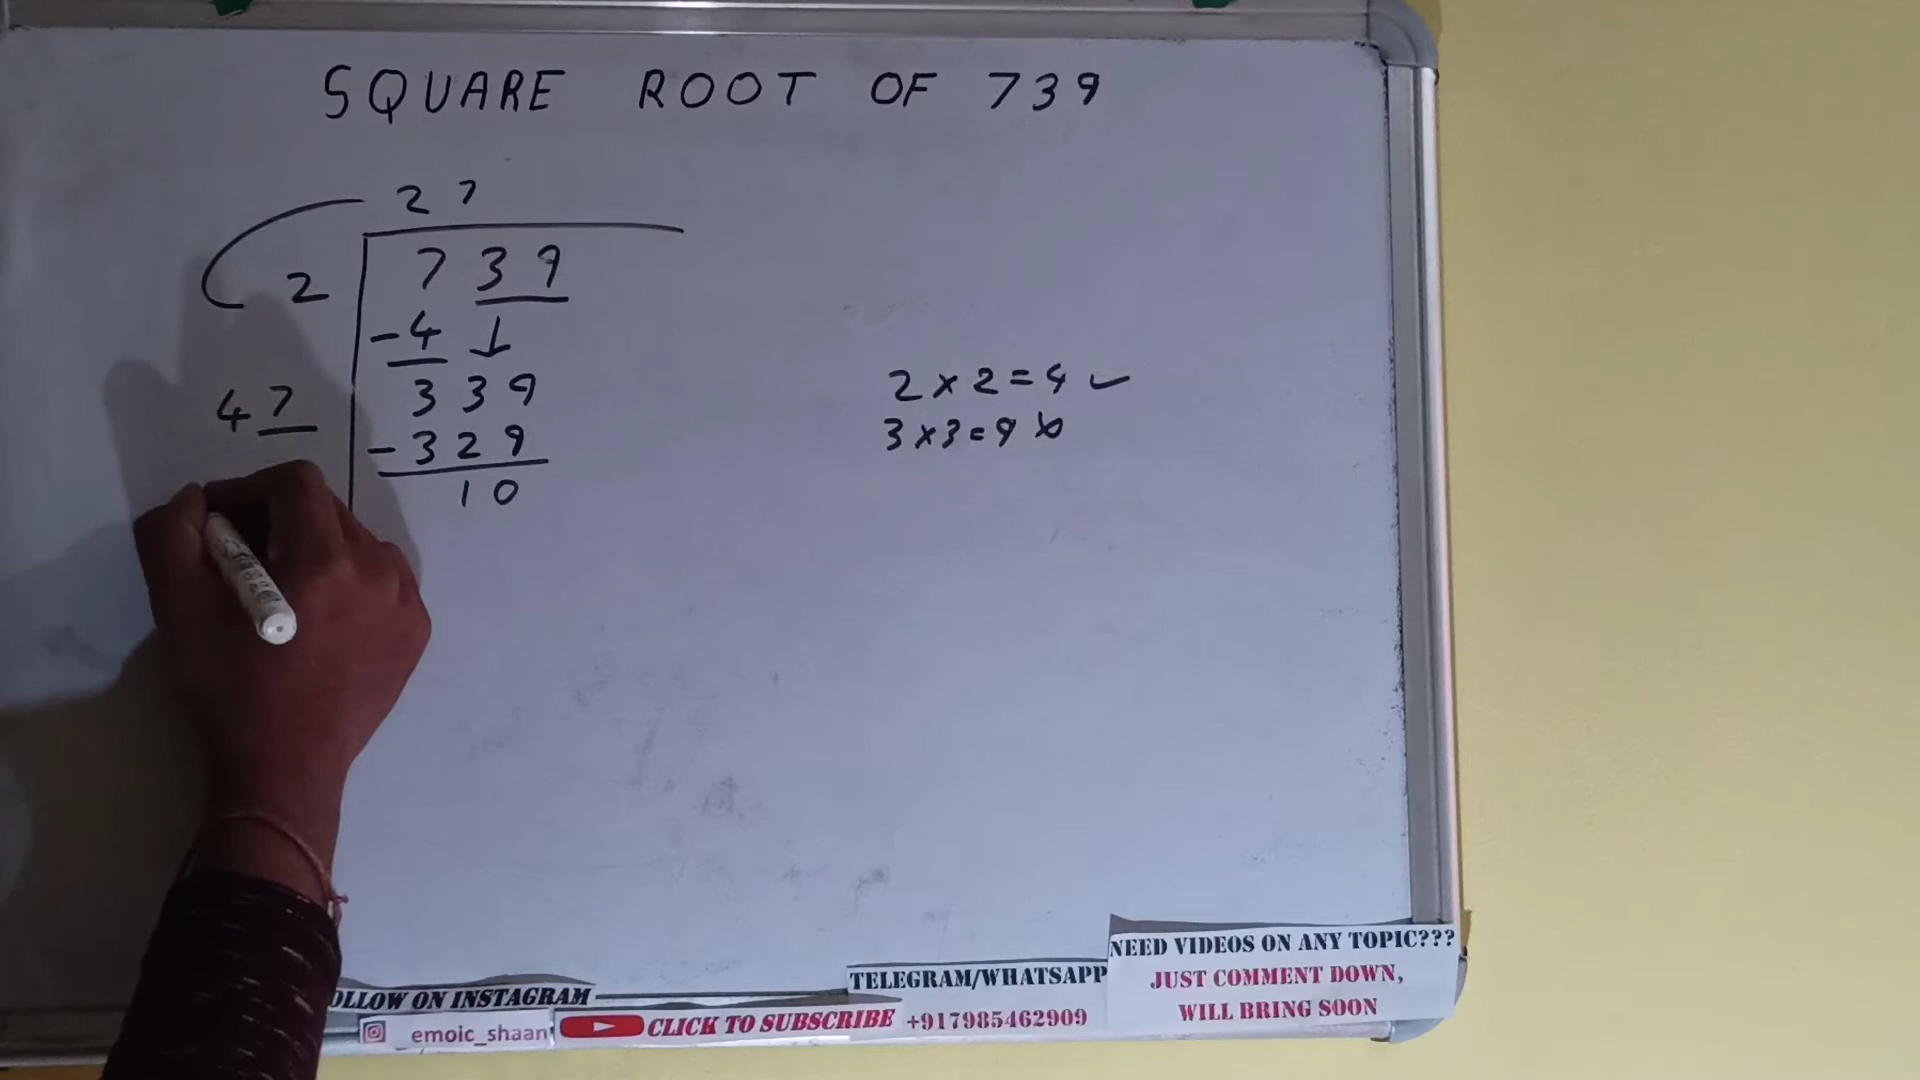 SQUARE ROOT OF 739
27
2 739
-4 ↓
47 339
-329
10
2×2=4 ✓
3×3=9 ×
NEED VIDEOS ON ANY TOPIC???
JUST COMMENT DOWN,
WILL BRING SOON
TELEGRAM/WHATSAPP
+917985462909
OLLOW ON INSTAGRAM
emoic_shaan
CLICK TO SUBSCRIBE